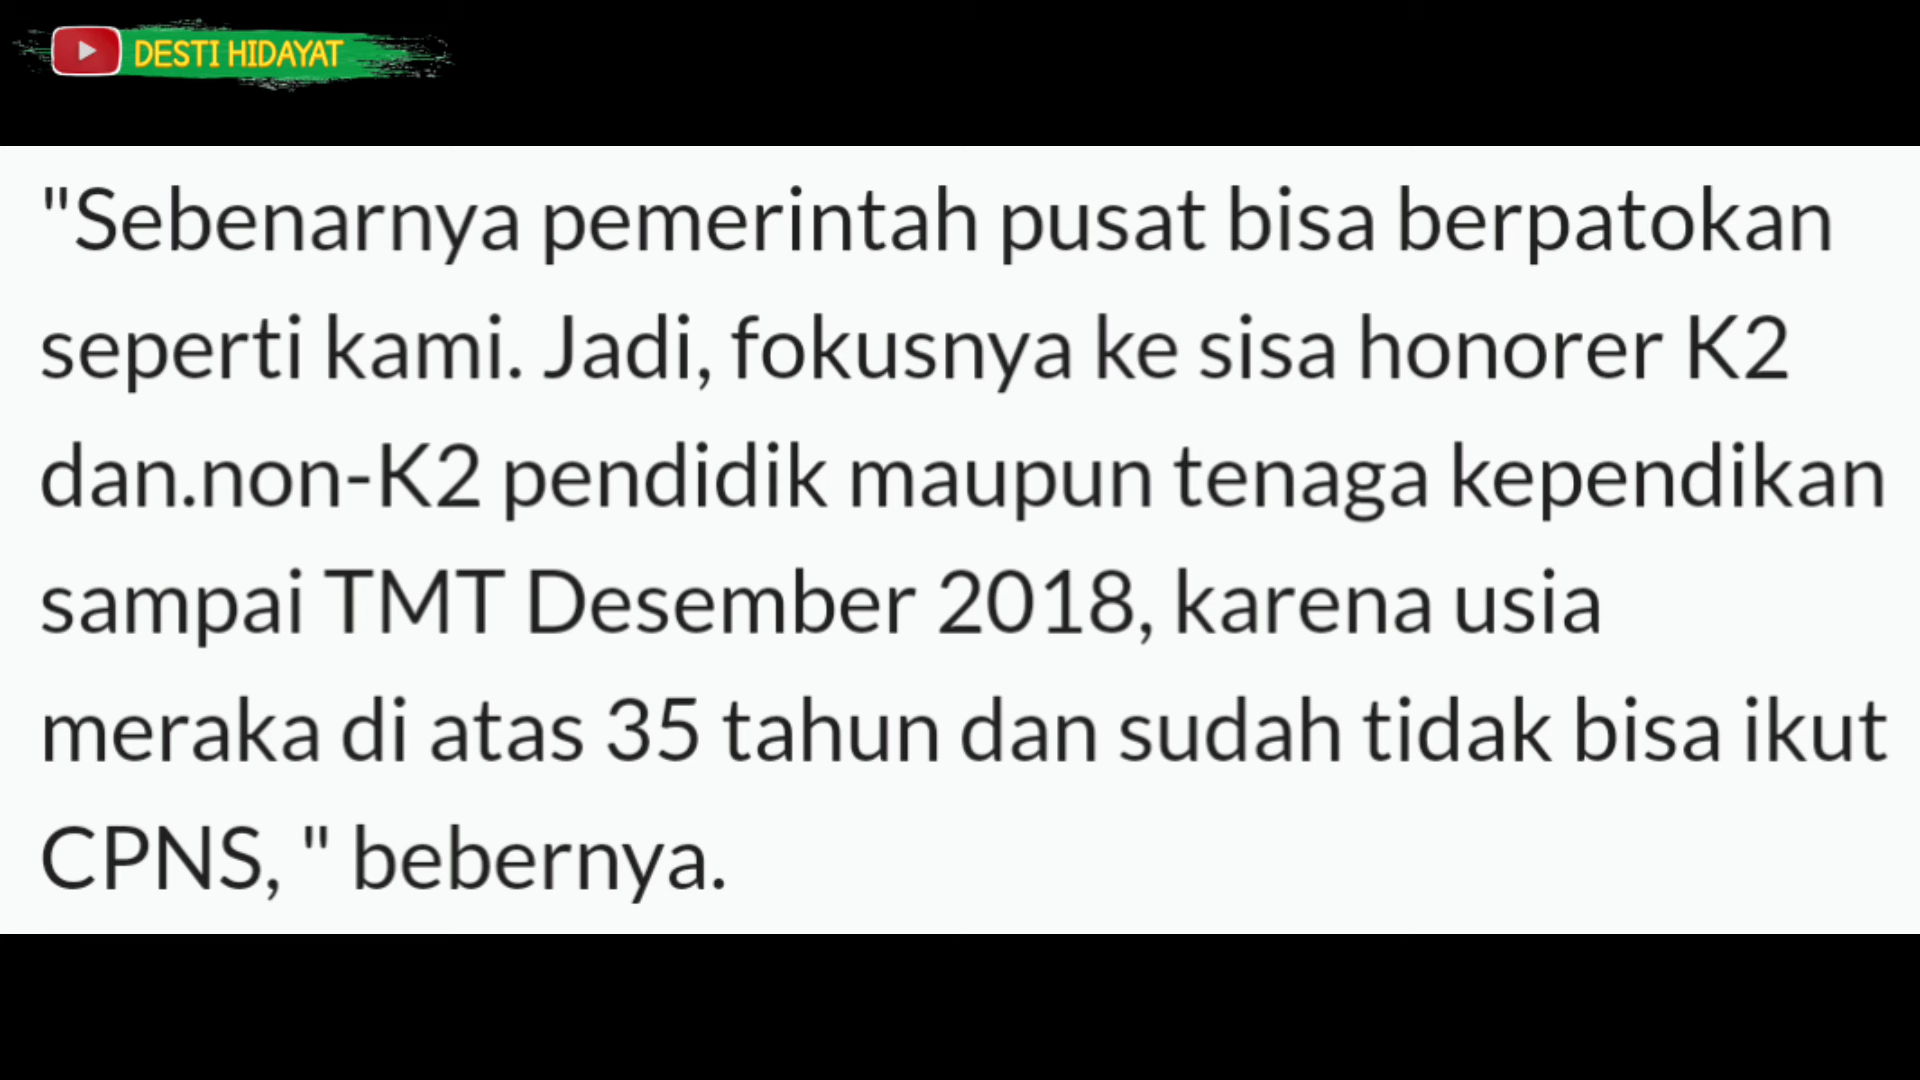 DESTI HIDAYAT
"Sebenarnya pemerintah pusat bisa berpatokan
seperti kami. Jadi, fokusnya ke sisa honorer K2
dan.non-K2 pendidik maupun tenaga kependikan
sampai TMT Desember 2018, karena usia
meraka di atas 35 tahun dan sudah tidak bisa ikut
CPNS, " bebernya.